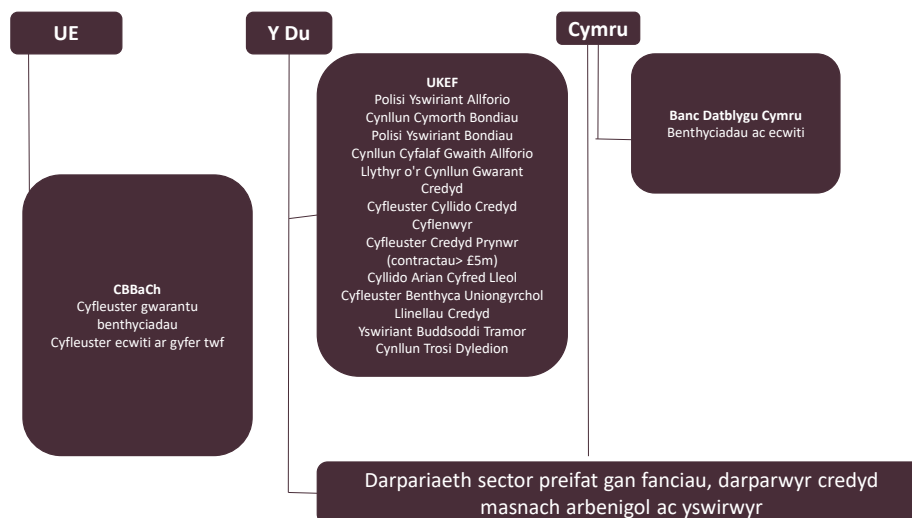 UE
Y Du
Cymru
CBBaCh
Cyfleuster gwarantu
benthyciadau
Cyfleuster ecwiti ar gyfer twf
UKEF
Polisi Yswiriant Allforio
Cynllun Cymorth Bondiau
Polisi Yswiriant Bondiau
Cynllun Cyfalaf Gwaith Allforio
Llythyr o'r Cynllun Gwarant
Credyd
Cyfleuster Cyllido Credyd
Cyflenwyr
Cyfleuster Credyd Prynwr
(contractau> £5m)
Cyllido Arian Cyfred Lleol
Cyfleuster Benthyca Uniongyrchol
Llinellau Credyd
Yswiriant Buddsoddi Tramor
Cynllun Trosi Dyledion
Banc Datblygu Cymru
Benthyciadau ac ecwiti
Darpariaeth sector preifat gan fanciau, darparwyr credyd
masnach arbenigol ac yswirwyr